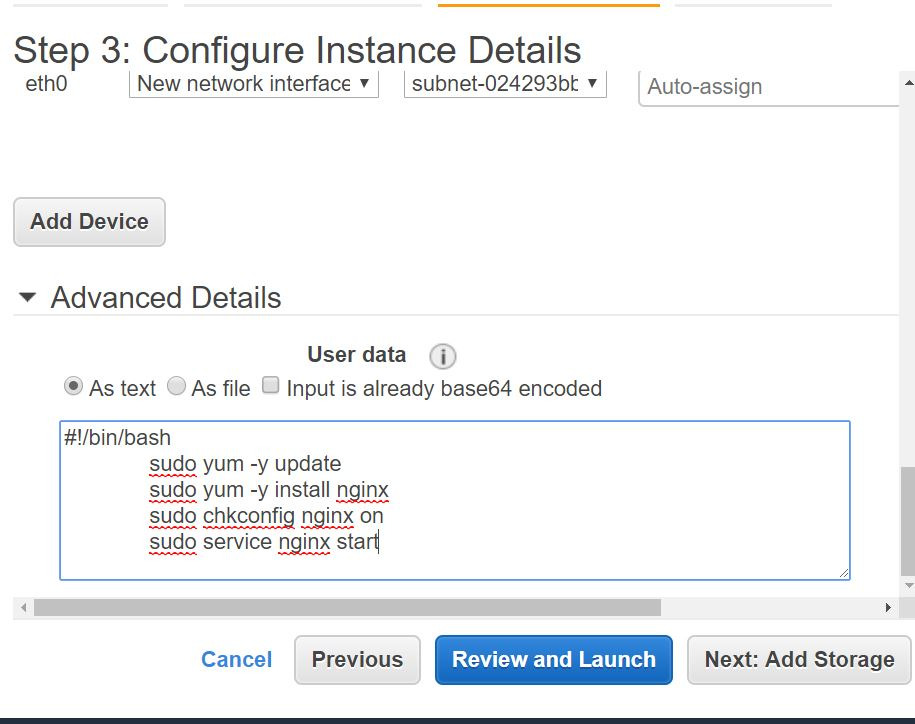 Step 3: Configure Instance Details
eth0 New network interface subnet-024293bb Auto-assign
Add Device
Advanced Details
User data i
As text As file Input is already base64 encoded
#!/bin/bash
sudo yum -y update
sudo yum -y install nginx
sudo chkconfig nginx on
sudo service nginx start
Cancel Previous Review and Launch Next: Add Storage